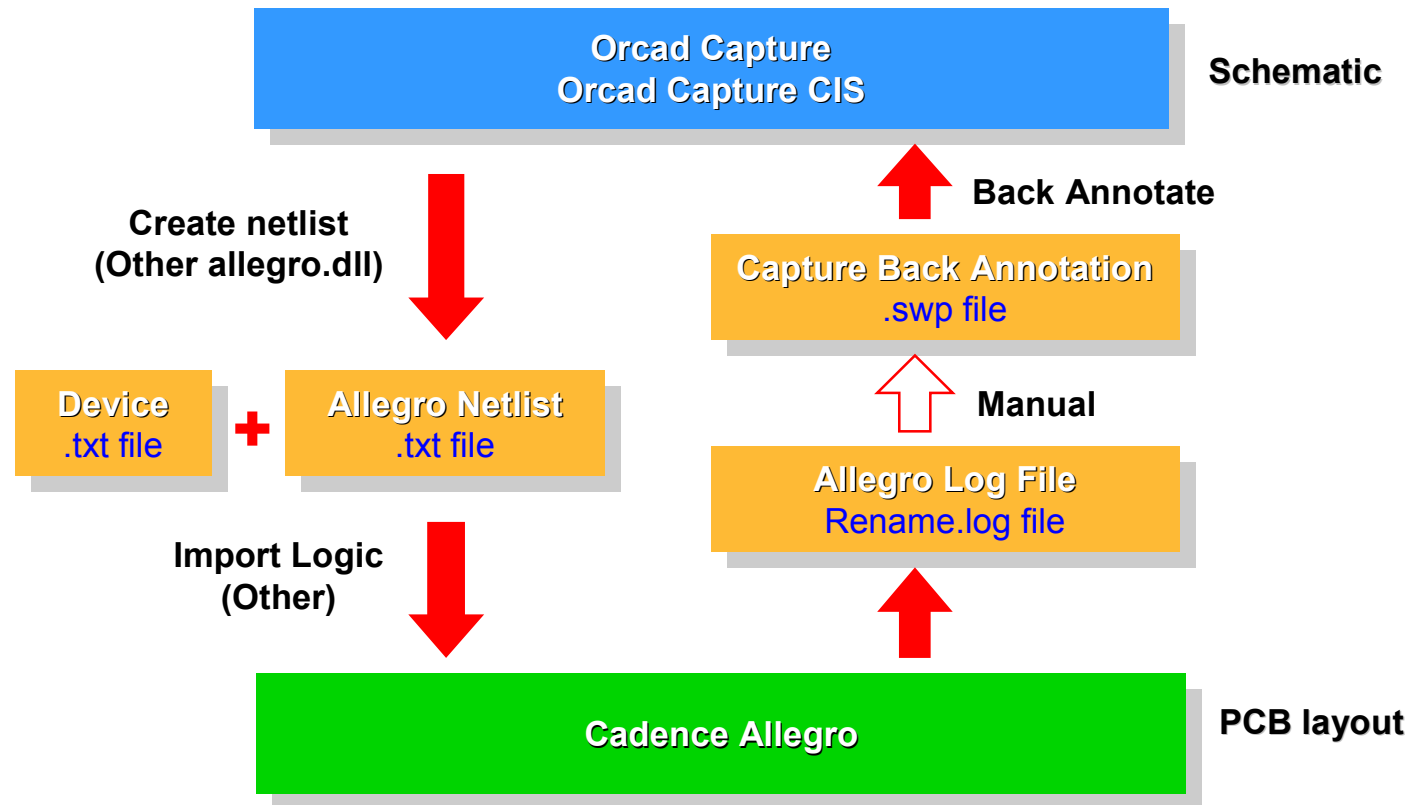 Orcad Capture
Orcad Capture CIS
Schematic
Create netlist
(Other allegro.dll)
Back Annotate
Capture Back Annotation
.swp file
Manual
Device
.txt file
Allegro Netlist
.txt file
Allegro Log File
Rename.log file
Import Logic
(Other)
Cadence Allegro
PCB layout